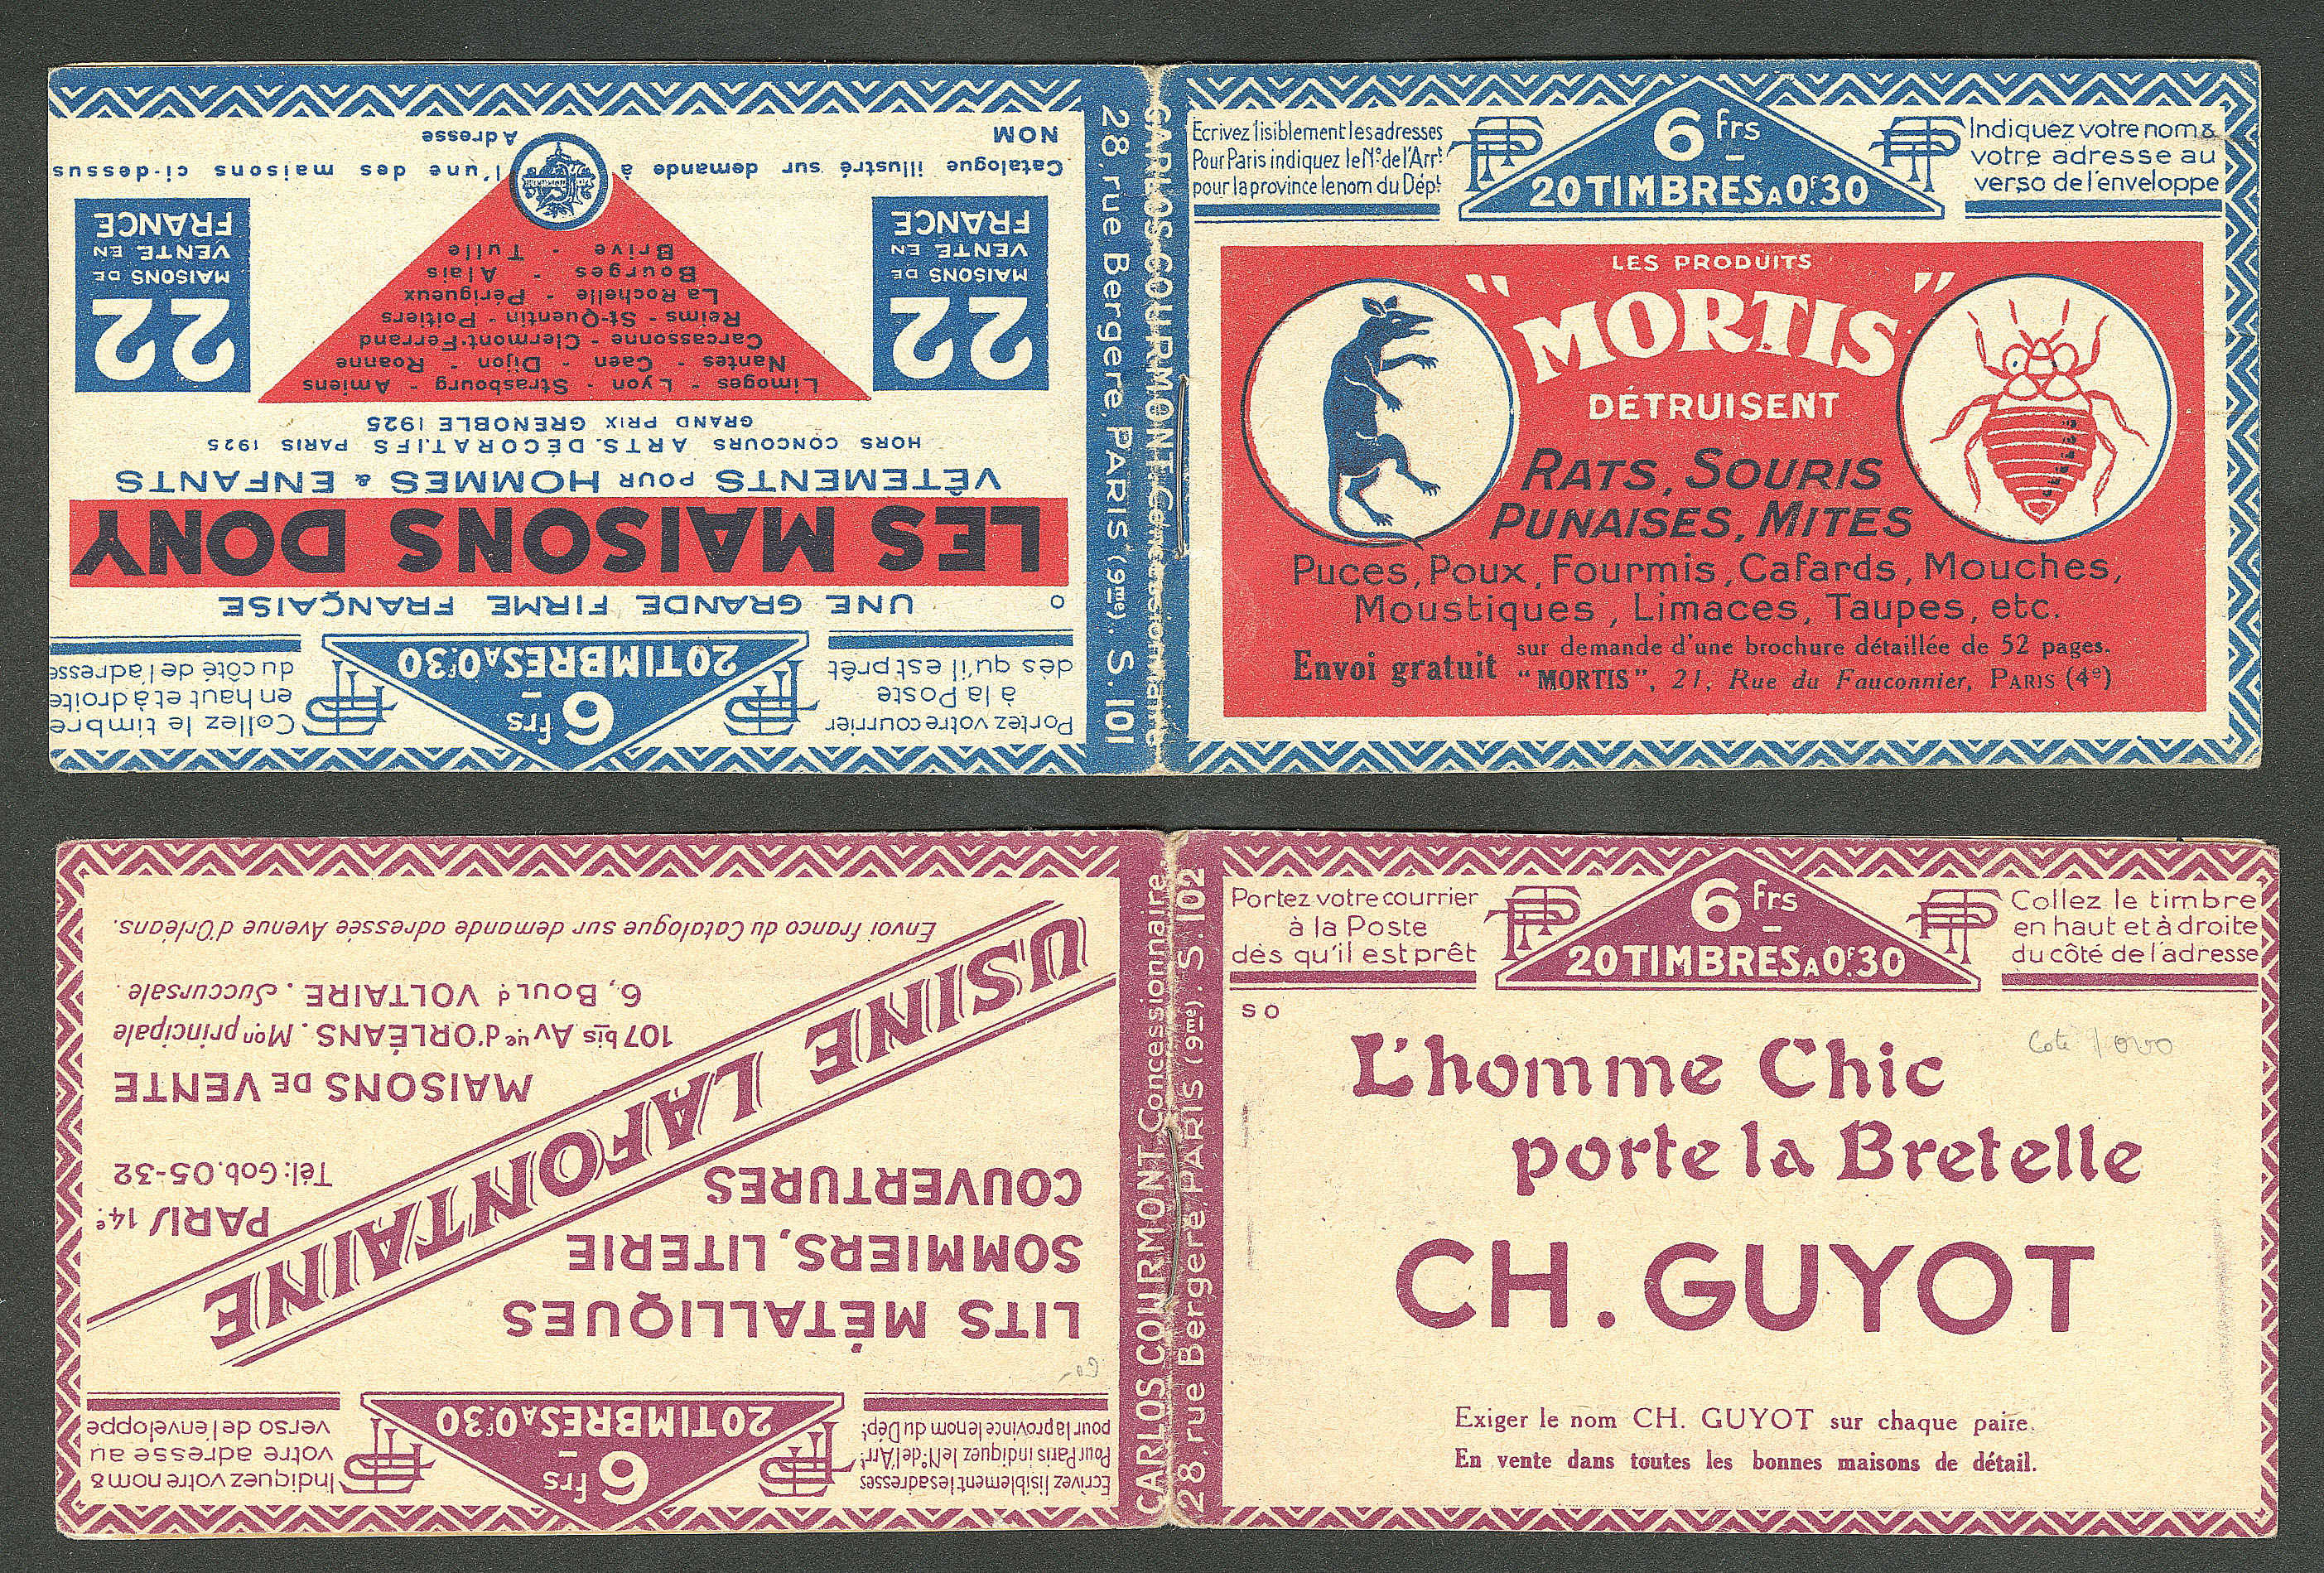 Ecrivez lisiblement les adresses
Pour Paris indiquez le N° de l'Arrt
pour la province le nom du Dépt
6 frs
20 TIMBRES A 0F.30
Indiquez votre nom &
votre adresse au
verso de l'enveloppe
LES PRODUITS
"MORTIS"
DÉTRUISENT
RATS, SOURIS
PUNAISES, MITES
Puces, Poux, Fourmis, Cafards, Mouches,
Moustiques, Limaces, Taupes, etc.
Envoi gratuit sur demande d'une brochure détaillée de 52 pages.
"MORTIS", 21, Rue du Fauconnier, PARIS (4e)
CARLOS COURMONT Concessionnaire
28, rue Bergère, PARIS (9me). S. 101
Portez votre courrier
à la Poste
dès qu'il est prêt
6 frs
20 TIMBRES A 0F.30
Collez le timbre
en haut et à droite
du côté de l'adresse
O
UNE GRANDE FIRME FRANÇAISE
LES MAISONS DONY
VÊTEMENTS POUR HOMMES & ENFANTS
HORS CONCOURS ARTS. DÉCORATIFS PARIS 1925
GRAND PRIX GRENOBLE 1925
22
MAISONS DE
VENTE EN
FRANCE
Limoges - Lyon - Strasbourg - Amiens
Nantes - Caen - Dijon - Roanne
Carcassonne - Clermont-Ferrand
Reims - St-Quentin - Poitiers
La Rochelle - Périgueux
Bourges - Alais
Brive - Tulle
22
MAISONS DE
VENTE EN
FRANCE
Catalogue illustré sur demande à l'une des maisons ci-dessus
NOM Adresse
Portez votre courrier
à la Poste
dès qu'il est prêt
6 frs
20 TIMBRES A 0F.30
Collez le timbre
en haut et à droite
du côté de l'adresse
S O
L'homme Chic
porte la Bretelle
CH. GUYOT
Exiger le nom CH. GUYOT sur chaque paire.
En vente dans toutes les bonnes maisons de détail.
CARLOS COURMONT, Concessionnaire
28, rue Bergère, PARIS (9me). S. 102
Ecrivez lisiblement les adresses
Pour Paris indiquez le N° de l'Arrt
pour la province le nom du Dépt
6 frs
20 TIMBRES A 0F.30
Indiquez votre nom &
votre adresse au
verso de l'enveloppe
LITS MÉTALLIQUES
SOMMIERS, LITERIE
COUVERTURES
USINE LAFONTAINE
PARIS 14e
Tél: Gob. 05-32
MAISONS DE VENTE
107 bis Avue d'ORLÉANS. Mon principale
6, Bould VOLTAIRE. Succursale.
Envoi franco du Catalogue sur demande adressée Avenue d'Orléans.